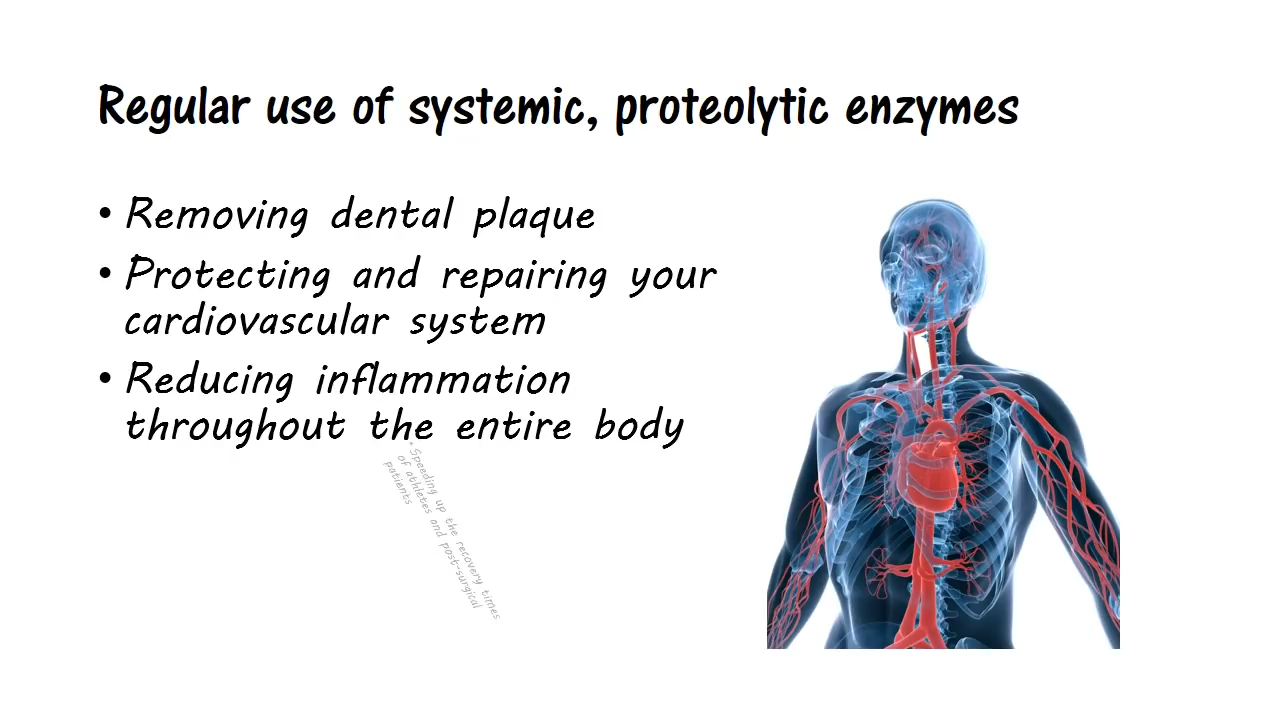 Regular use of systemic, proteolytic enzymes
• Removing dental plaque
• Protecting and repairing your
cardiovascular system
• Reducing inflammation
throughout the entire body
• Speeding up the recovery times
of athletes and post-surgical
patients